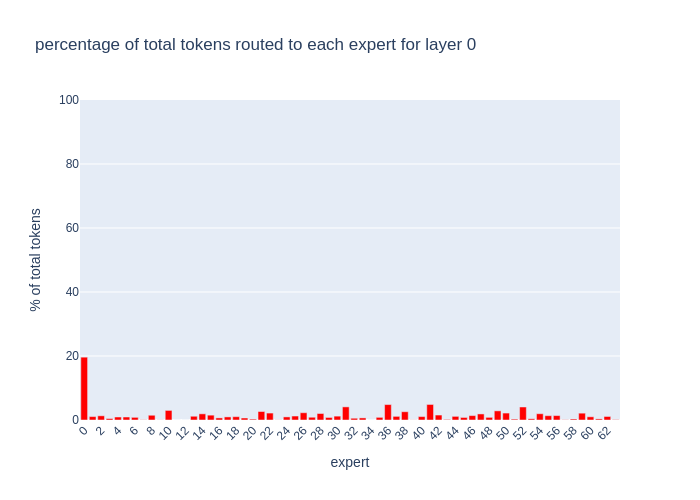 percentage of total tokens routed to each expert for layer 0
100
80
60
40
20
0
% of total tokens
0 2 4 6 8 10 12 14 16 18 20 22 24 26 28 30 32 34 36 38 40 42 44 46 48 50 52 54 56 58 60 62
expert